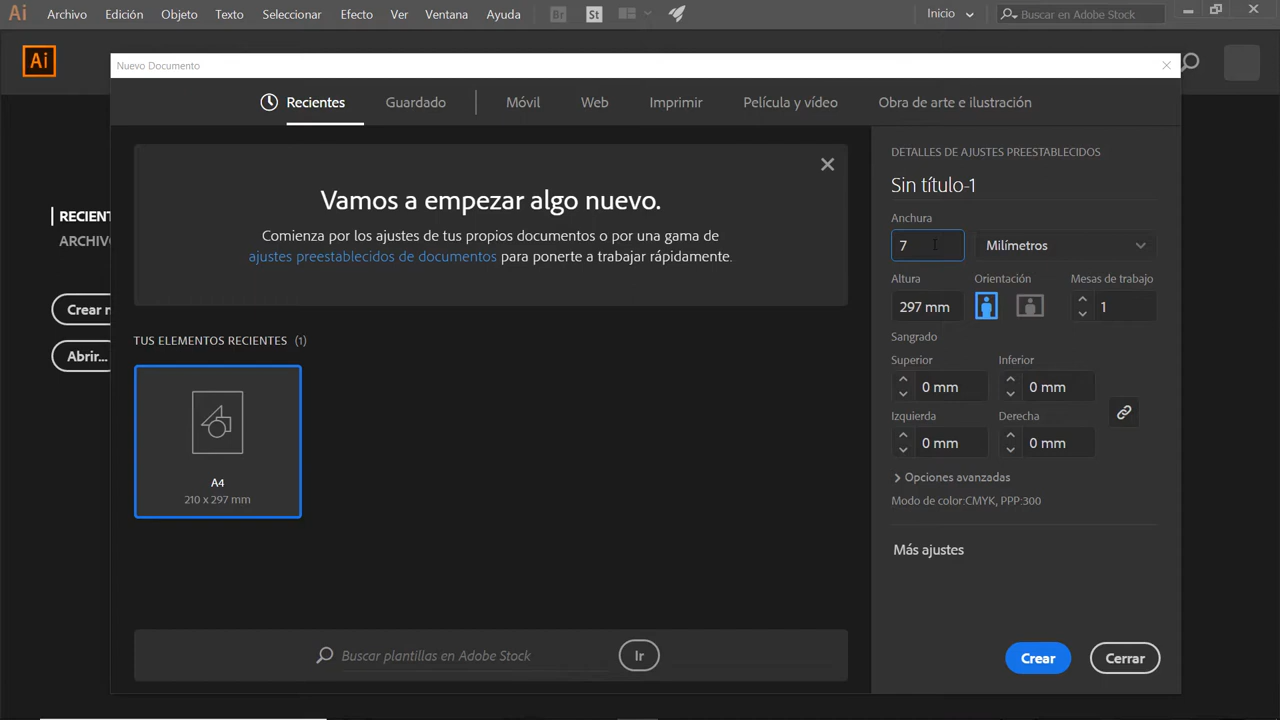 Ai Archivo Edición Objeto Texto Seleccionar Efecto Ver Ventana Ayuda Br St Inicio Buscar en Adobe Stock
Ai
Nuevo Documento
Recientes Guardado Móvil Web Imprimir Película y vídeo Obra de arte e ilustración
RECIENT
ARCHIVO
Crear n
Abrir...
Vamos a empezar algo nuevo.
Comienza por los ajustes de tus propios documentos o por una gama de
ajustes preestablecidos de documentos para ponerte a trabajar rápidamente.
TUS ELEMENTOS RECIENTES (1)
A4
210 x 297 mm
Buscar plantillas en Adobe Stock Ir
DETALLES DE AJUSTES PREESTABLECIDOS
Sin título-1
Anchura
7 Milímetros
Altura Orientación Mesas de trabajo
297 mm 1
Sangrado
Superior Inferior
0 mm 0 mm
Izquierda Derecha
0 mm 0 mm
Opciones avanzadas
Modo de color:CMYK, PPP:300
Más ajustes
Crear Cerrar